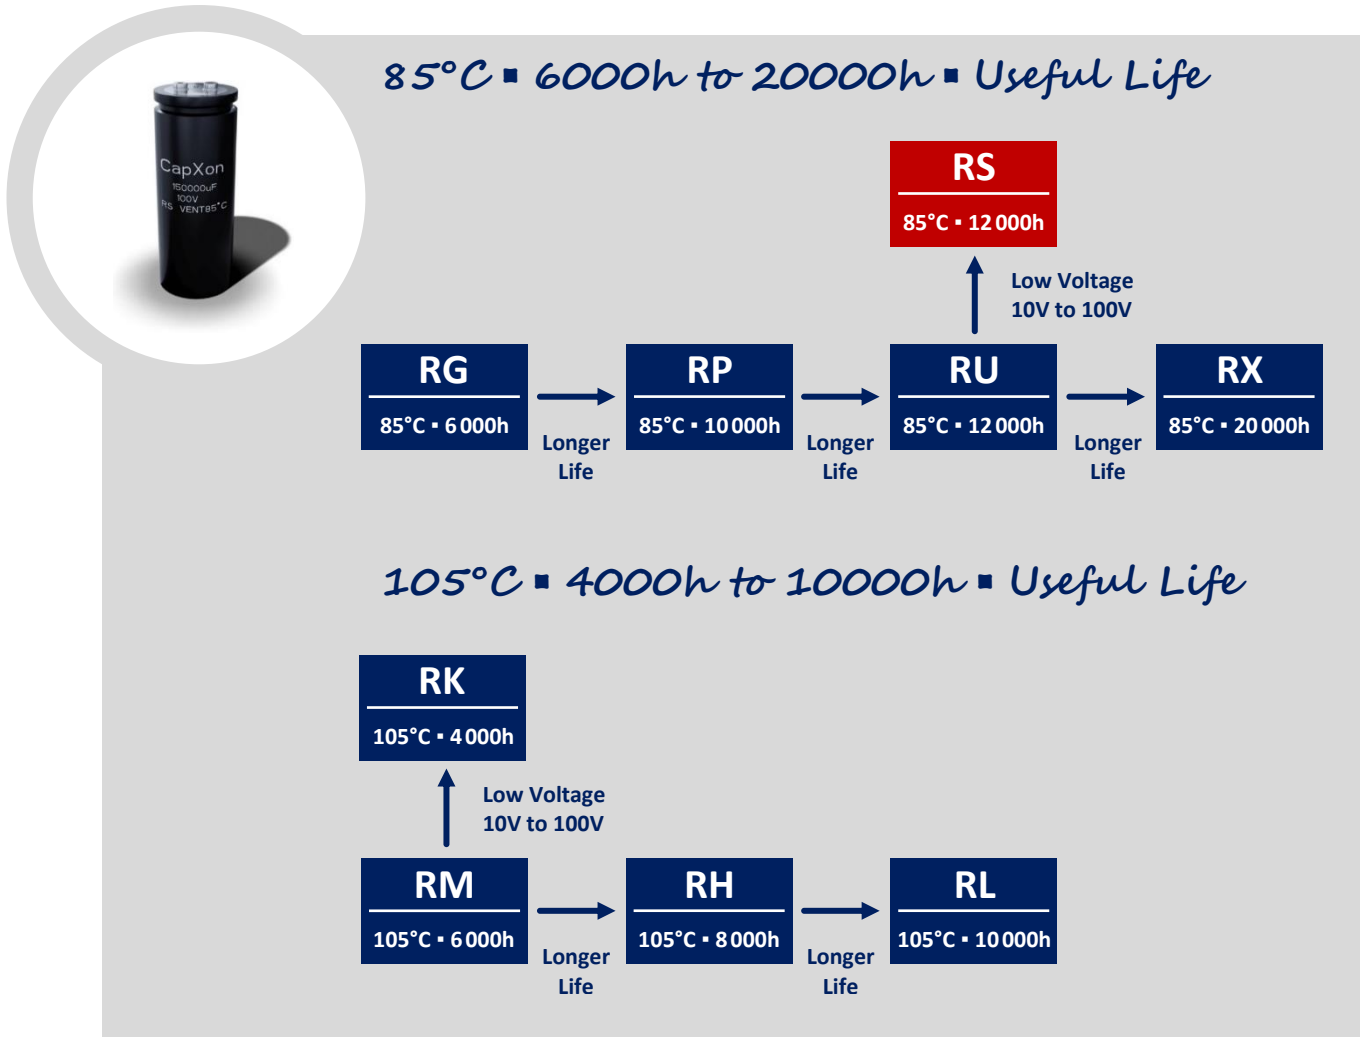 85°C ▪ 6000h to 20000h ▪ Useful Life
CapXon
150000uF
100V
RS VENT85°C
RS
85°C ▪ 12 000h
Low Voltage
10V to 100V
RG
85°C ▪ 6 000h
Longer
Life
RP
85°C ▪ 10 000h
Longer
Life
RU
85°C ▪ 12 000h
Longer
Life
RX
85°C ▪ 20 000h
105°C ▪ 4000h to 10000h ▪ Useful Life
RK
105°C ▪ 4 000h
Low Voltage
10V to 100V
RM
105°C ▪ 6 000h
Longer
Life
RH
105°C ▪ 8 000h
Longer
Life
RL
105°C ▪ 10 000h